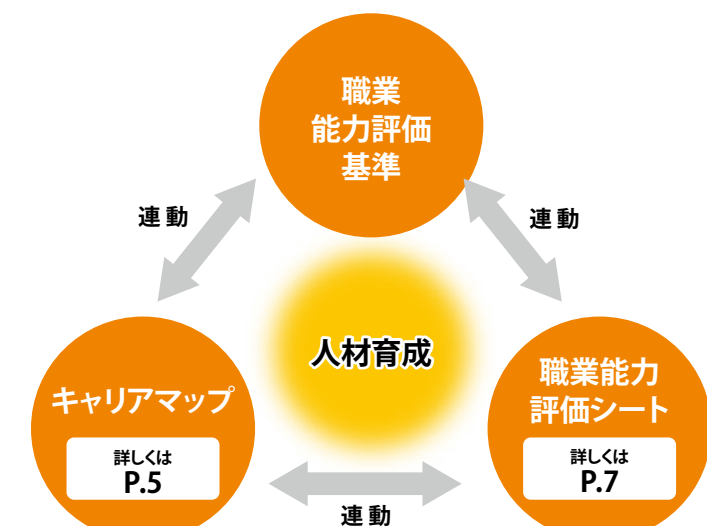 職業
能力評価
基準
連動
連動
人材育成
キャリアマップ
詳しくは
P.5
職業能力
評価シート
詳しくは
P.7
連動